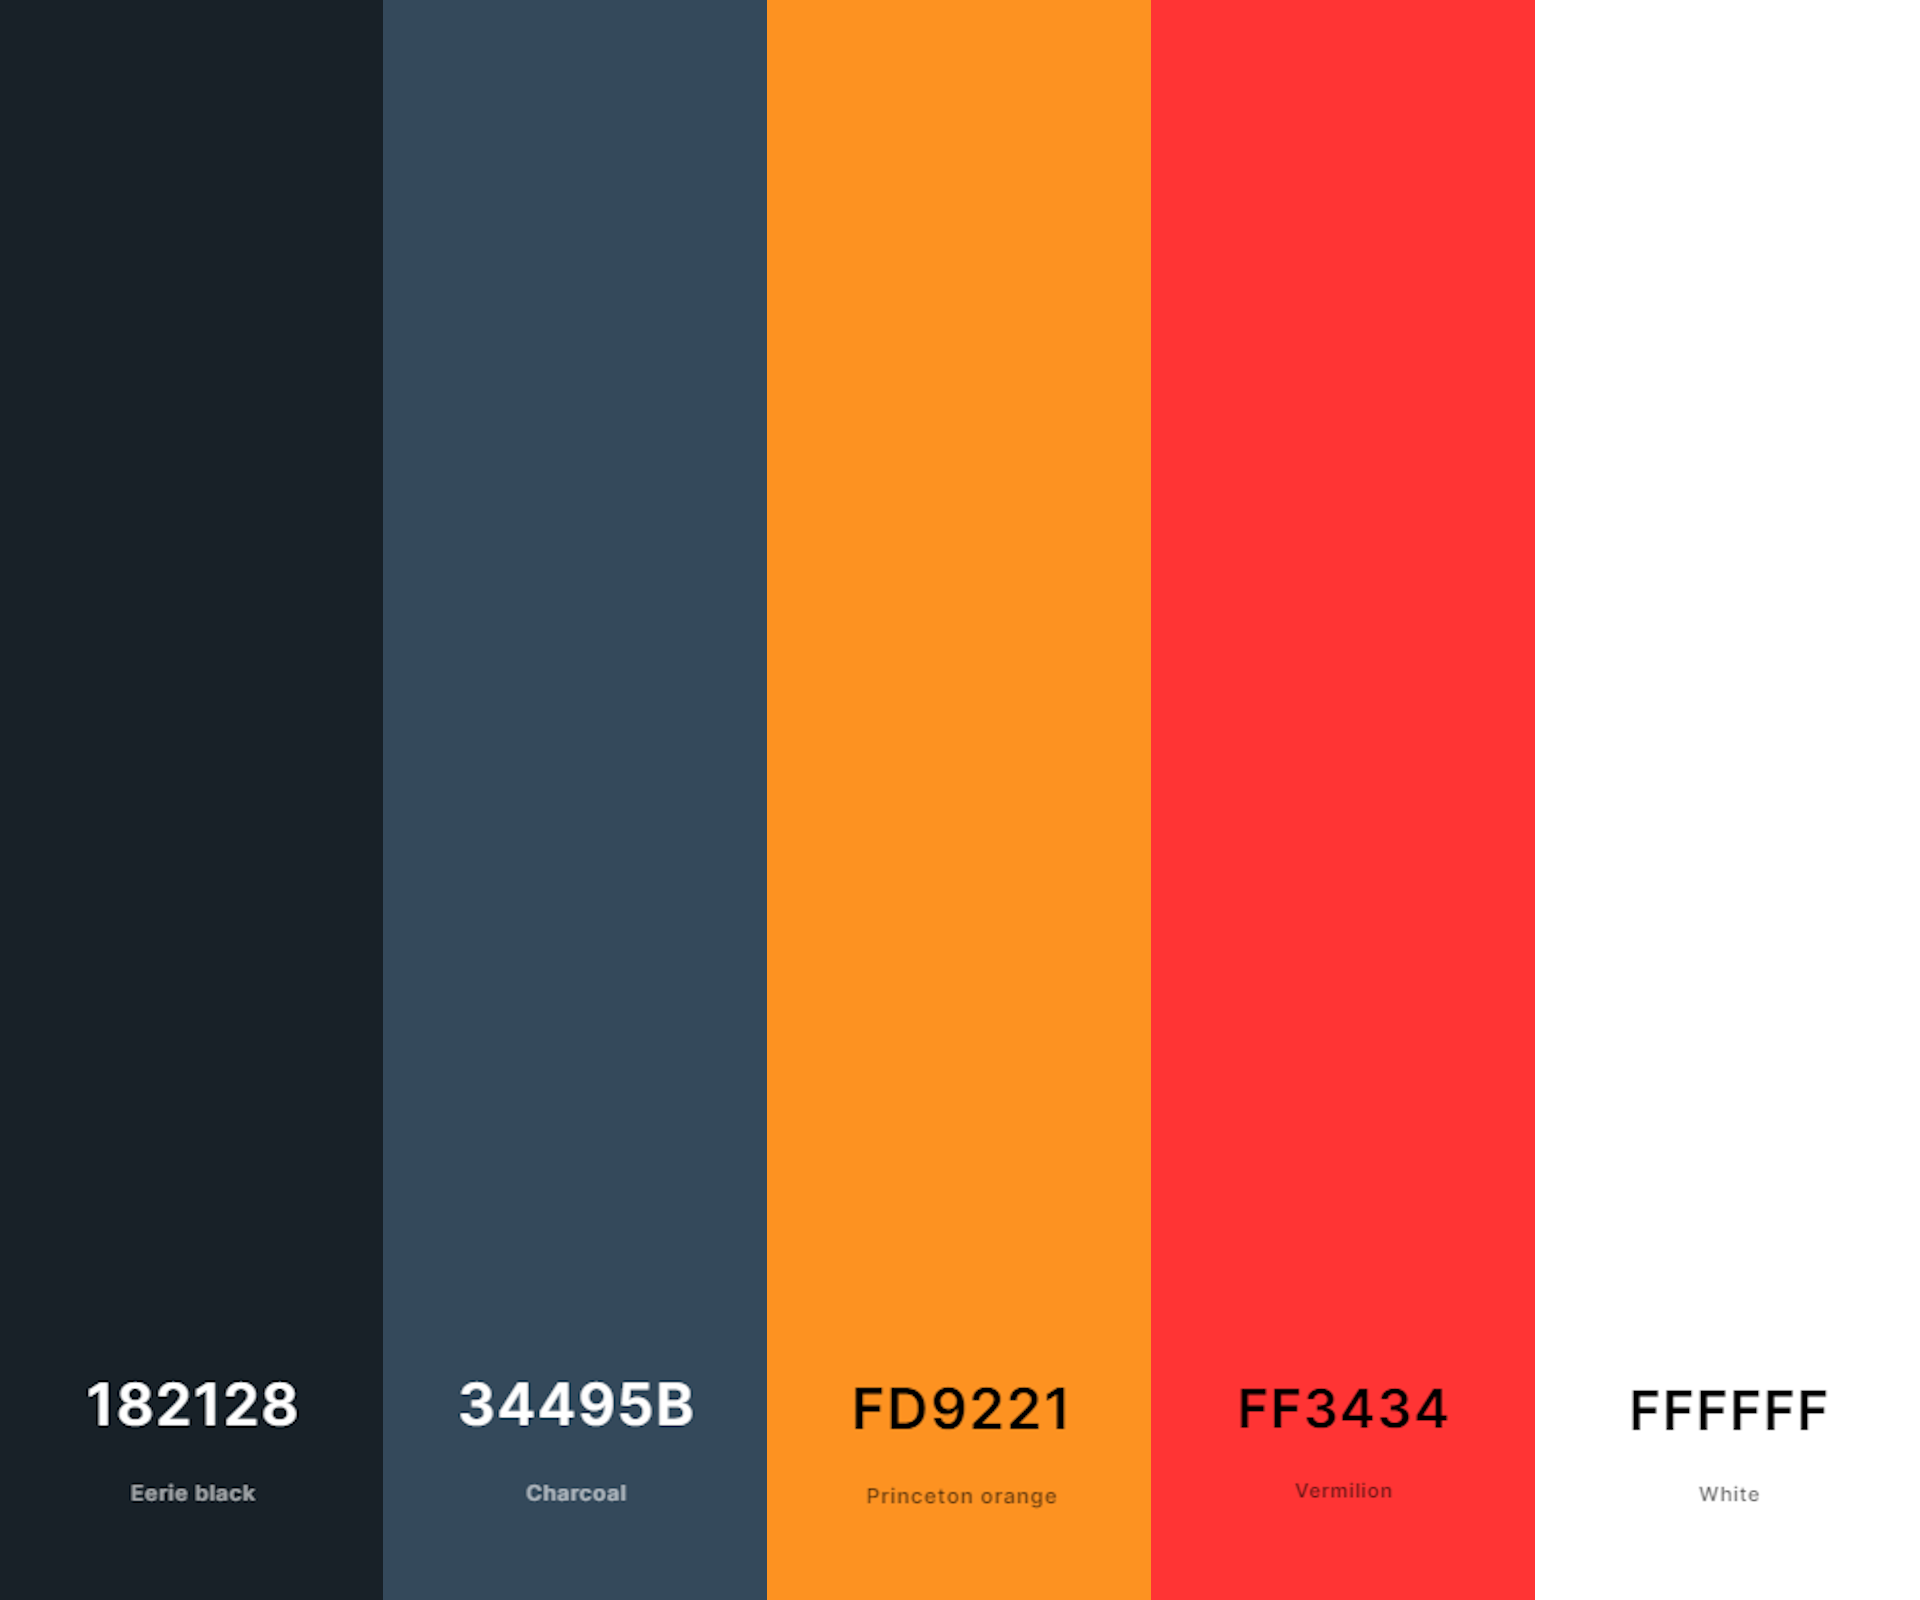 182128
Eerie black
34495B
Charcoal
FD9221
Princeton orange
FF3434
Vermilion
FFFFFF
White